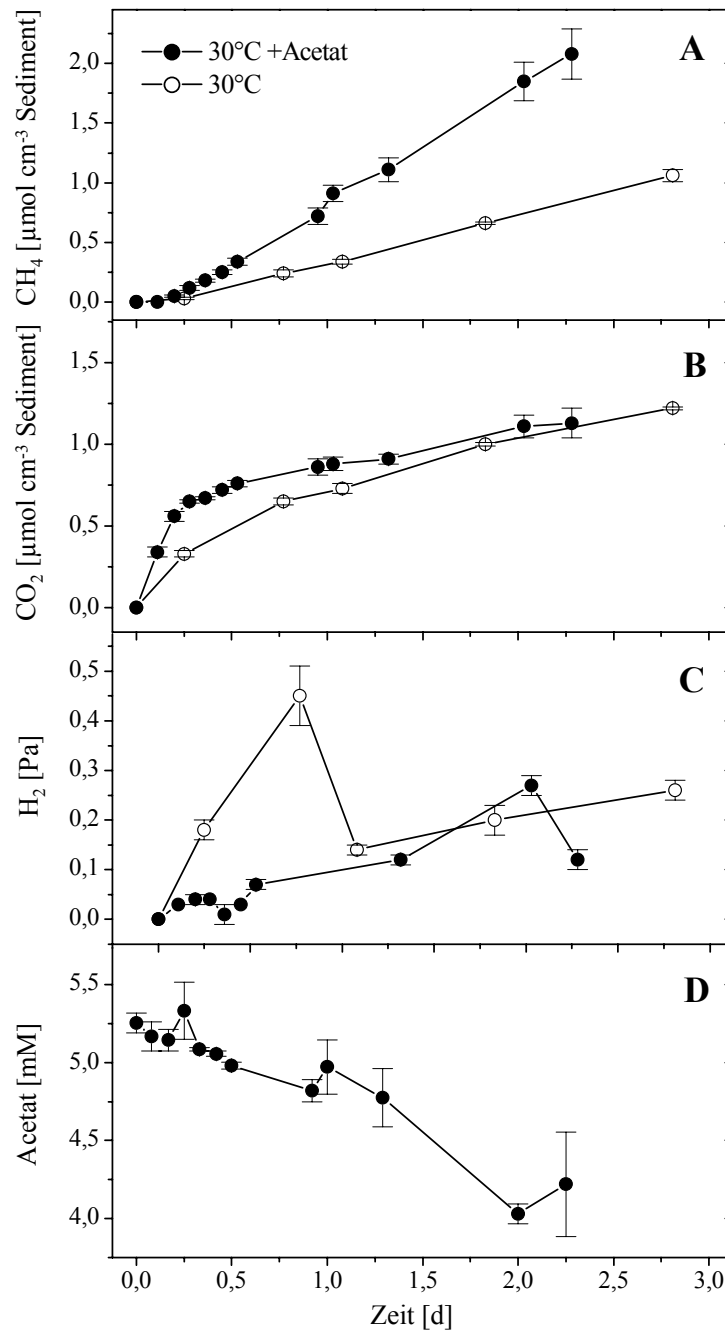 30°C +Acetat
30°C
A
CH₄ [µmol cm⁻³ Sediment]
2,0
1,5
1,0
0,5
0,0
B
CO₂ [µmol cm⁻³ Sediment]
1,5
1,0
0,5
0,0
C
H₂ [Pa]
0,5
0,4
0,3
0,2
0,1
0,0
D
Acetat [mM]
5,5
5,0
4,5
4,0
0,0 0,5 1,0 1,5 2,0 2,5 3,0
Zeit [d]